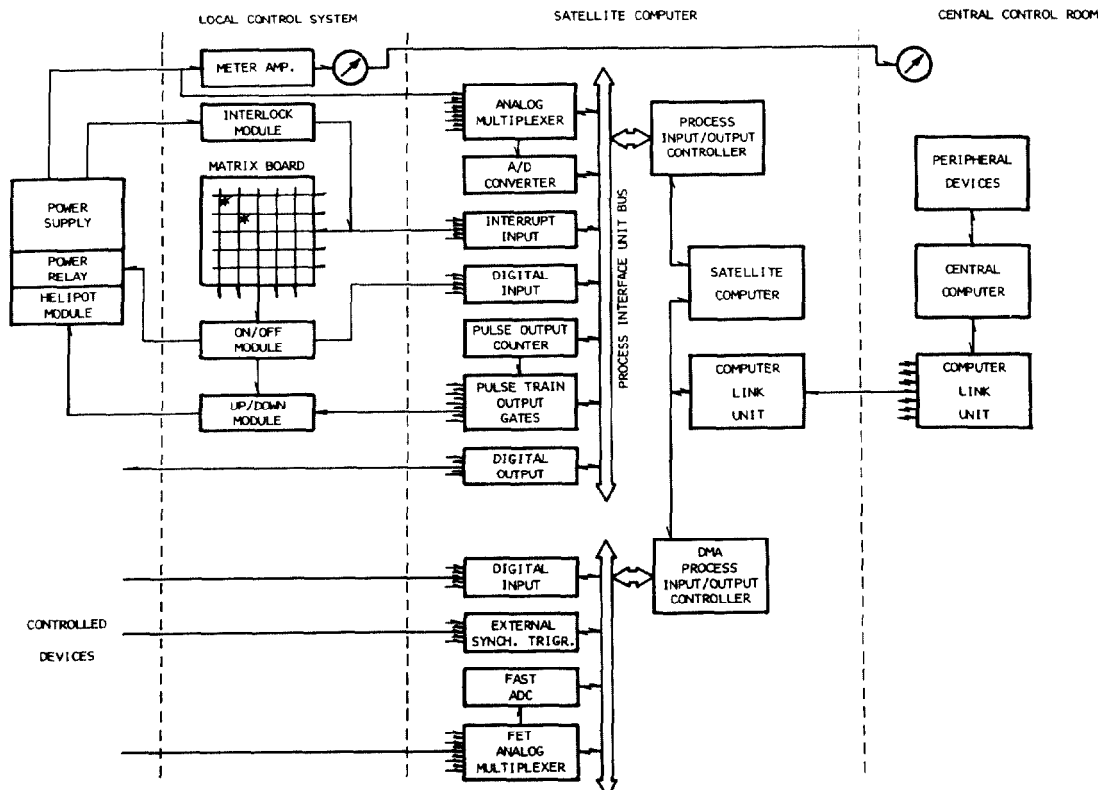 LOCAL CONTROL SYSTEM
SATELLITE COMPUTER
CENTRAL CONTROL ROOM
METER AMP.
INTERLOCK
MODULE
MATRIX BOARD
POWER
SUPPLY
POWER
RELAY
HELIPOT
MODULE
ON/OFF
MODULE
UP/DOWN
MODULE
ANALOG
MULTIPLEXER
A/D
CONVERTER
INTERRUPT
INPUT
DIGITAL
INPUT
PULSE OUTPUT
COUNTER
PULSE TRAIN
OUTPUT
GATES
DIGITAL
OUTPUT
PROCESS INTERFACE UNIT BUS
PROCESS
INPUT/OUTPUT
CONTROLLER
SATELLITE
COMPUTER
COMPUTER
LINK
UNIT
PERIPHERAL
DEVICES
CENTRAL
COMPUTER
COMPUTER
LINK
UNIT
DMA
PROCESS
INPUT/OUTPUT
CONTROLLER
DIGITAL
INPUT
EXTERNAL
SYNCH. TRIGR.
FAST
ADC
FET
ANALOG
MULTIPLEXER
CONTROLLED
DEVICES